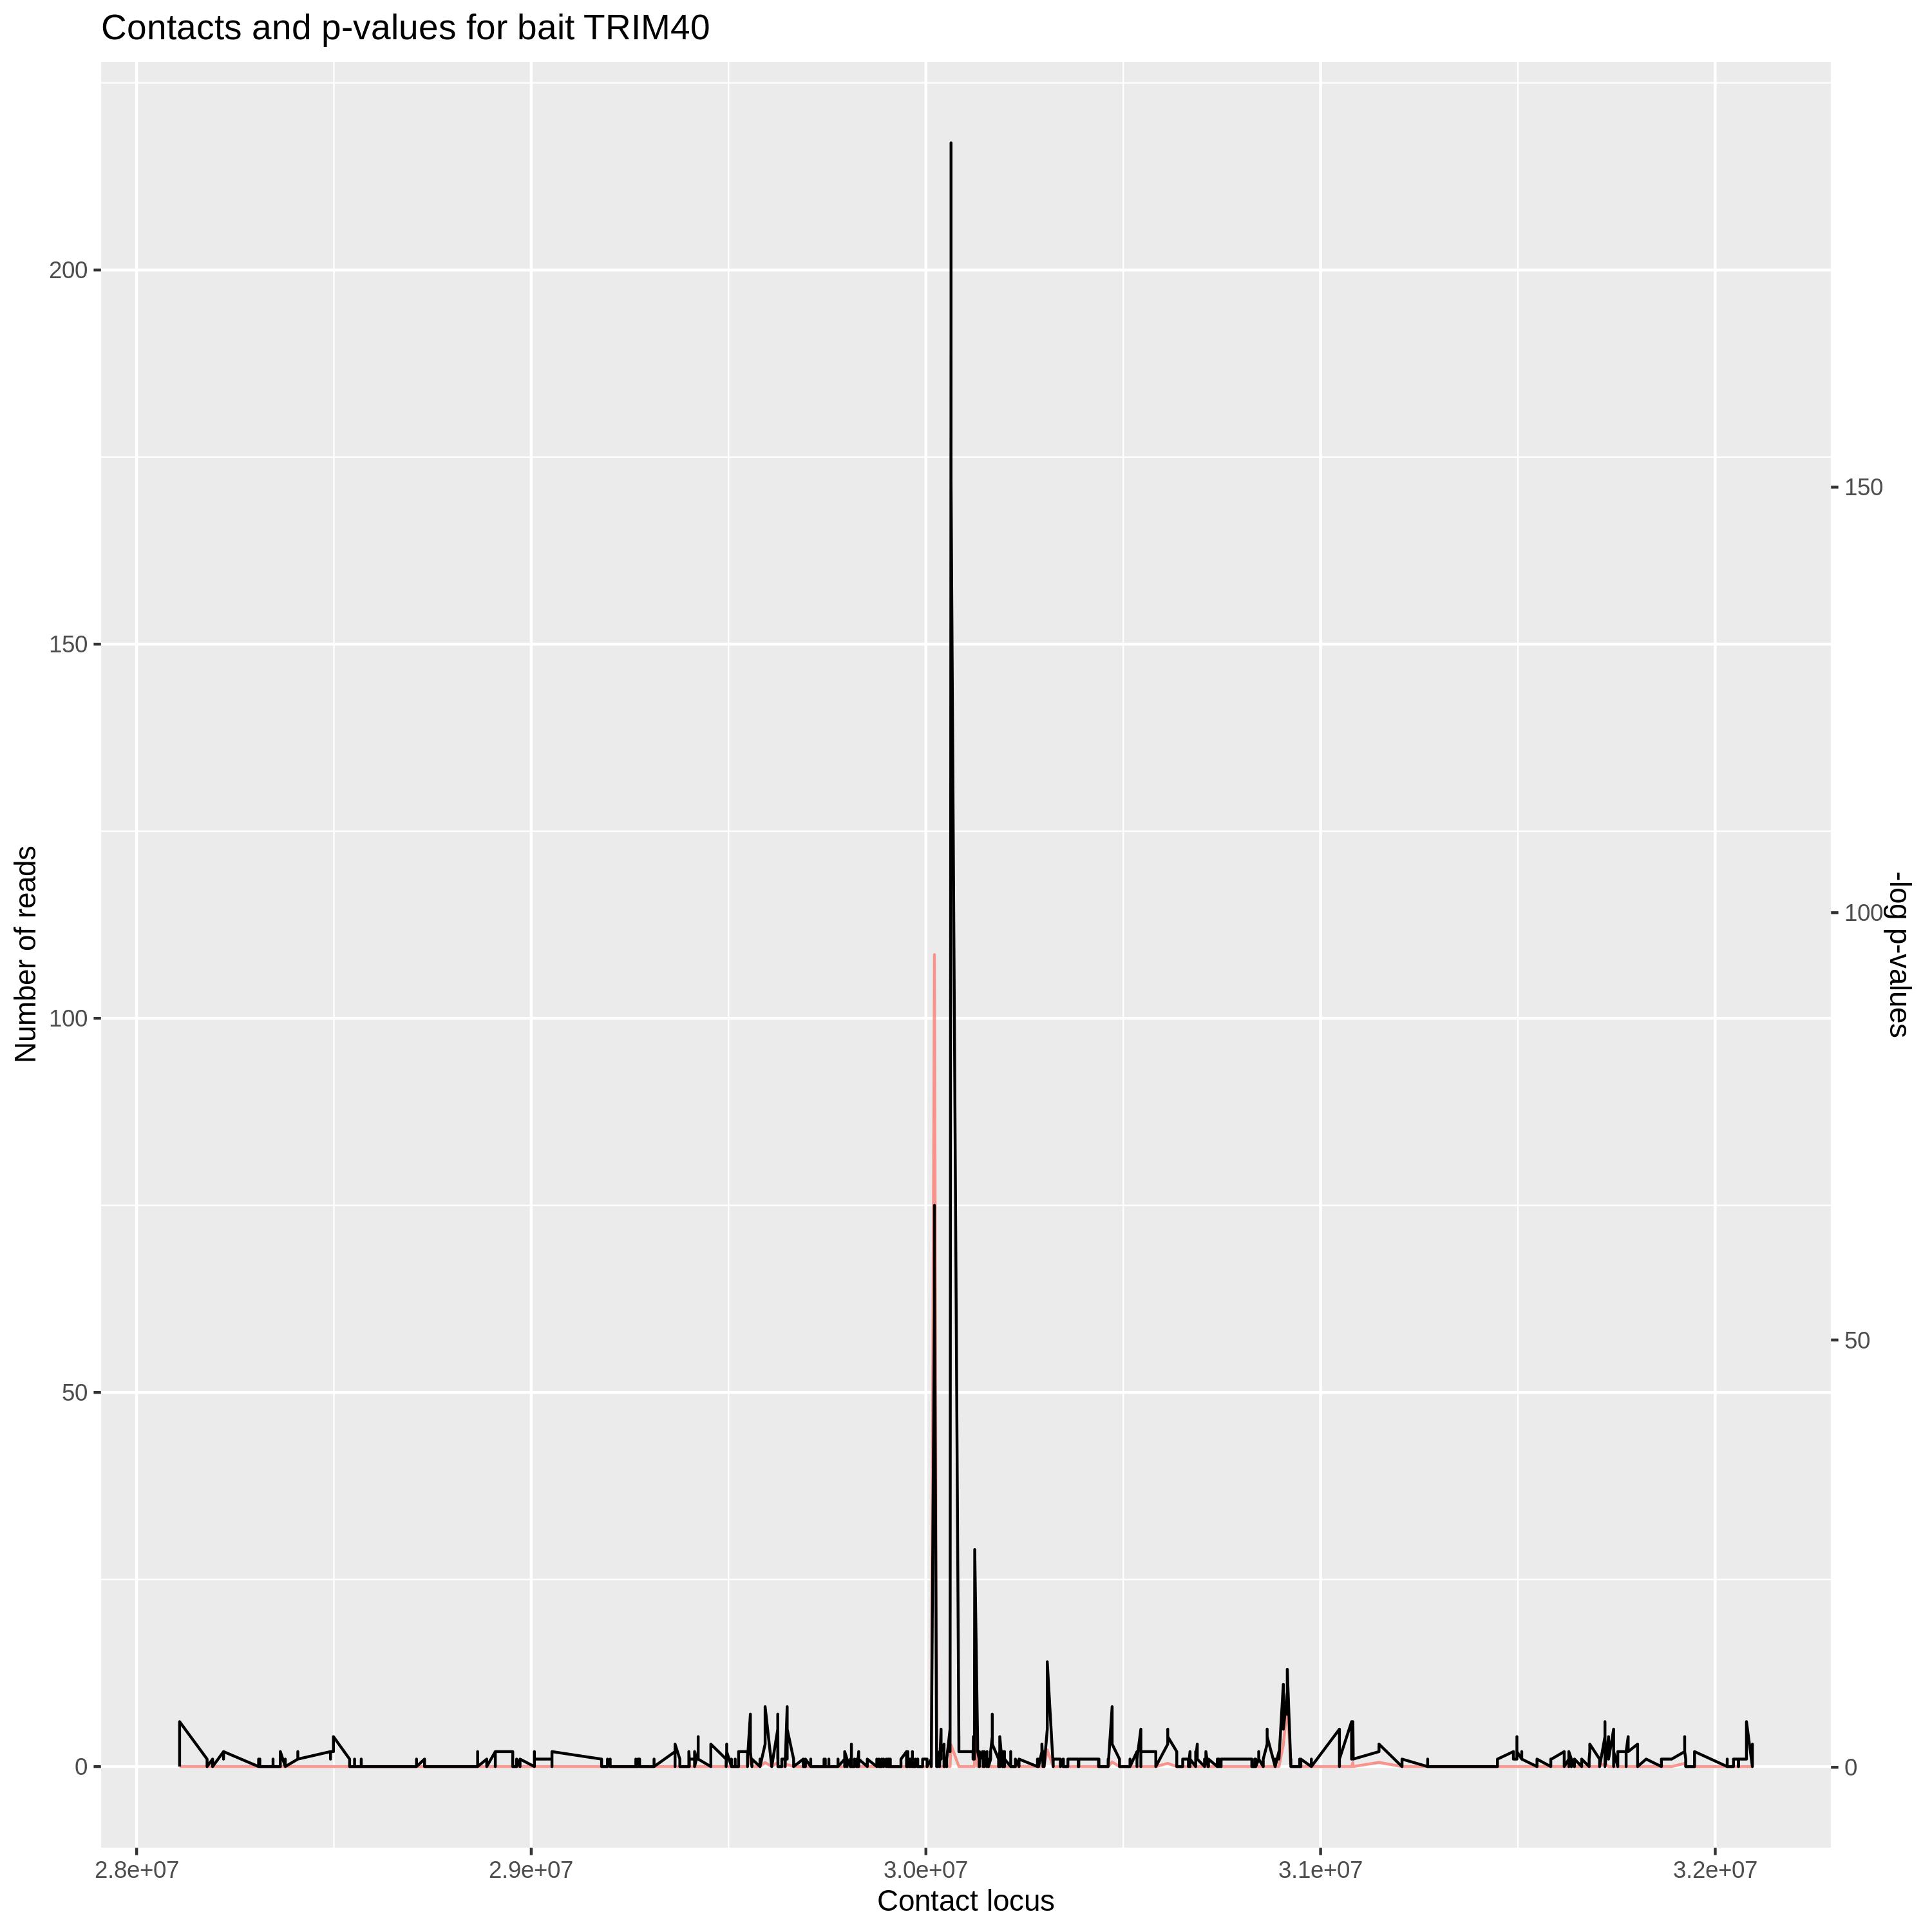 Contacts and p-values for bait TRIM40
Number of reads
200
150
100
50
0
150
100
50
0
-log p-values
2.8e+07 2.9e+07 3.0e+07 3.1e+07 3.2e+07
Contact locus